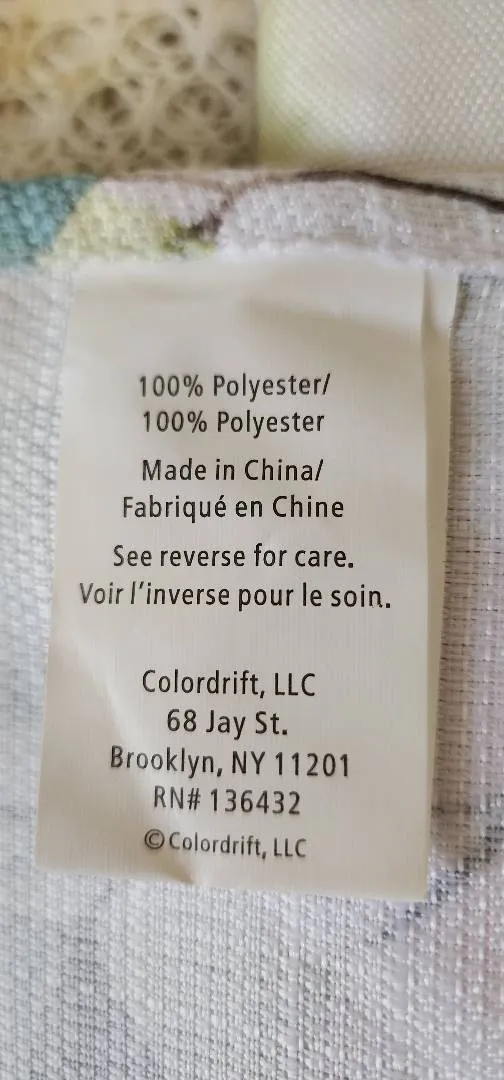 100% Polyester/
100% Polyester
Made in China/
Fabriqué en Chine
See reverse for care.
Voir l'inverse pour le soin.
Colordrift, LLC
68 Jay St.
Brooklyn, NY 11201
RN# 136432
©Colordrift, LLC